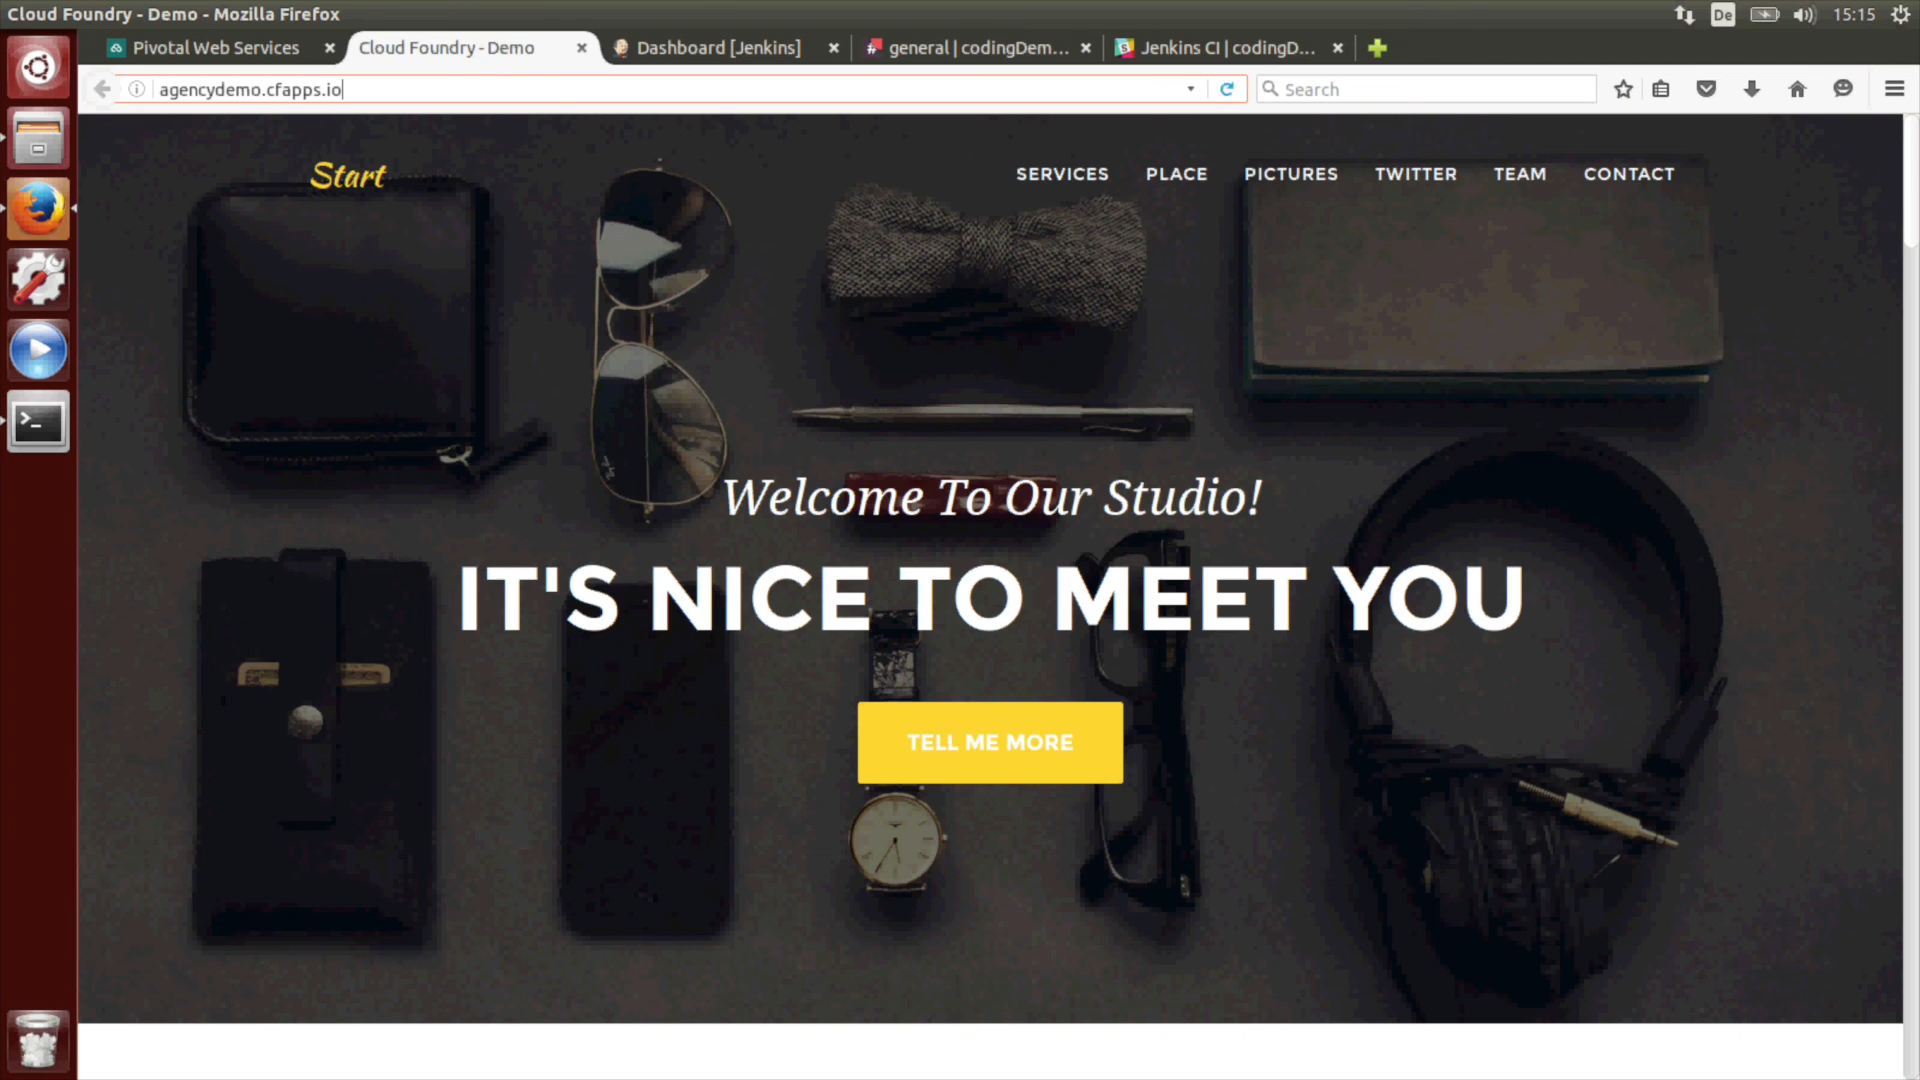 Cloud Foundry - Demo - Mozilla Firefox
De
15:15
Pivotal Web Services
Cloud Foundry - Demo
Dashboard [Jenkins]
general | codingDem...
Jenkins CI | codingD...
agencydemo.cfapps.io
Search
Start
SERVICES
PLACE
PICTURES
TWITTER
TEAM
CONTACT
Welcome To Our Studio!
IT'S NICE TO MEET YOU
TELL ME MORE